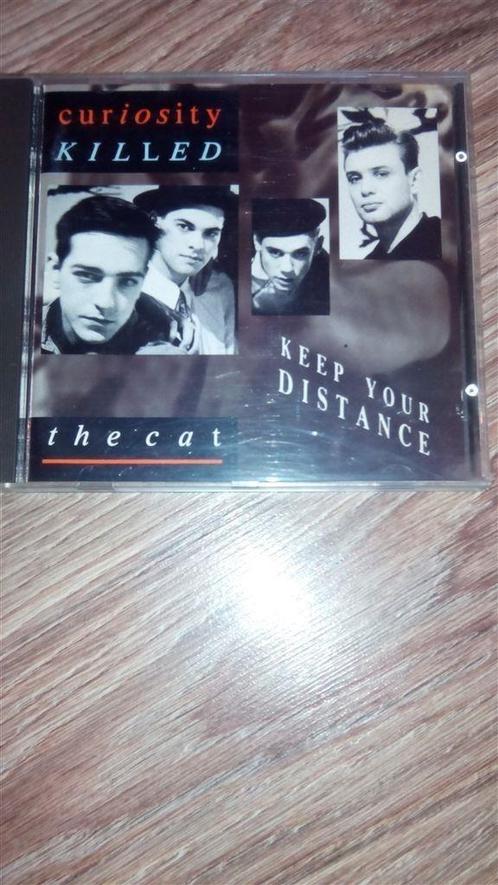 curiosity
KILLED
the cat
KEEP YOUR
DISTANCE